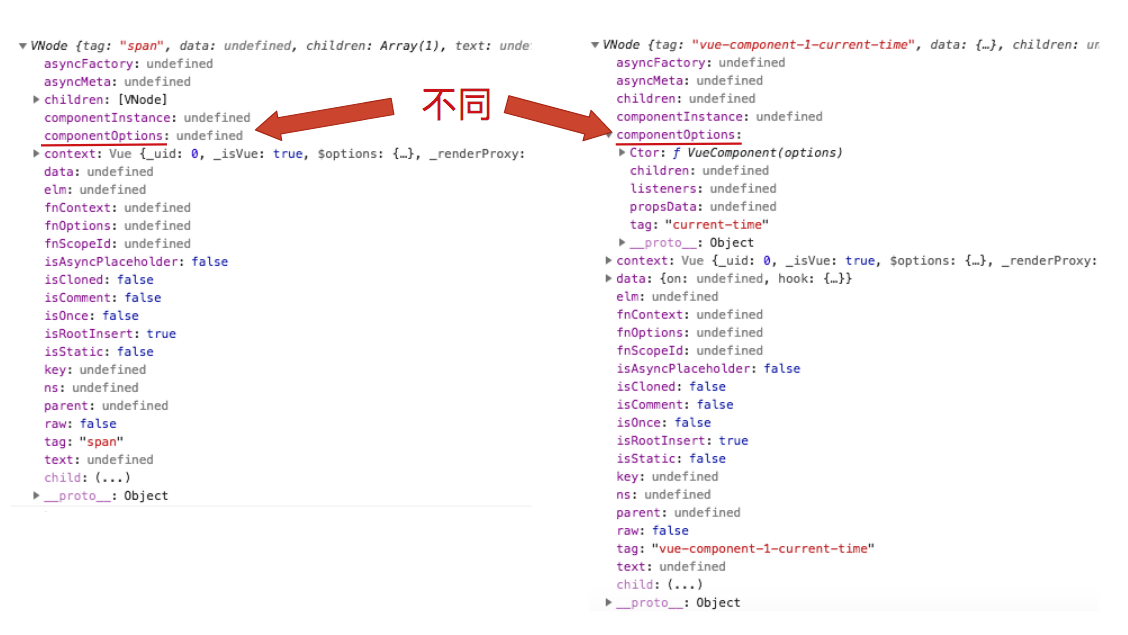 VNode {tag: "span", data: undefined, children: Array(1), text: unde
asyncFactory: undefined
asyncMeta: undefined
children: [VNode]
componentInstance: undefined
componentOptions: undefined
context: Vue {_uid: 0, _isVue: true, $options: {…}, _renderProxy:
data: undefined
elm: undefined
fnContext: undefined
fnOptions: undefined
fnScopeId: undefined
isAsyncPlaceholder: false
isCloned: false
isComment: false
isOnce: false
isRootInsert: true
isStatic: false
key: undefined
ns: undefined
parent: undefined
raw: false
tag: "span"
text: undefined
child: (...)
__proto__: Object
不同
VNode {tag: "vue-component-1-current-time", data: {…}, children: un
asyncFactory: undefined
asyncMeta: undefined
children: undefined
componentInstance: undefined
componentOptions:
Ctor: ƒ VueComponent(options)
children: undefined
listeners: undefined
propsData: undefined
tag: "current-time"
__proto__: Object
context: Vue {_uid: 0, _isVue: true, $options: {…}, _renderProxy:
data: {on: undefined, hook: {…}}
elm: undefined
fnContext: undefined
fnOptions: undefined
fnScopeId: undefined
isAsyncPlaceholder: false
isCloned: false
isComment: false
isOnce: false
isRootInsert: true
isStatic: false
key: undefined
ns: undefined
parent: undefined
raw: false
tag: "vue-component-1-current-time"
text: undefined
child: (...)
__proto__: Object